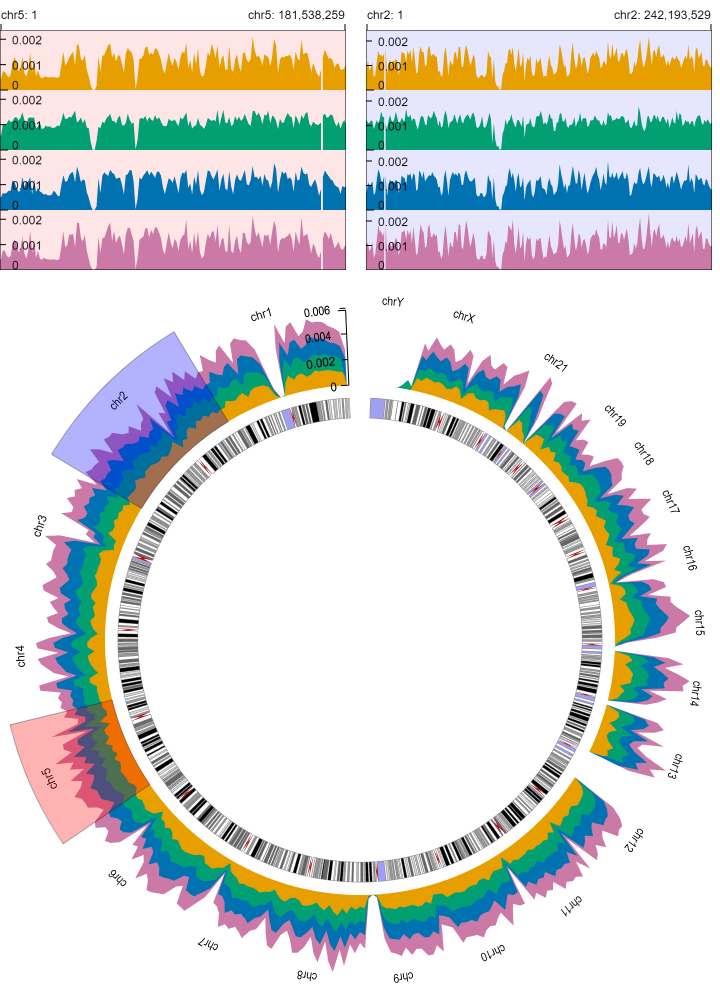 chr5: 1 chr5: 181,538,259 chr2: 1 chr2: 242,193,529
0.002 0.002
0.001 0.001
0 0
0.002 0.002
0.001 0.001
0 0
0.002 0.002
0.001 0.001
0 0
0.002 0.002
0.001 0.001
0 0
chrY
chr1 0.006 chrX
0.004
0.002
0
chr21
chr2
chr19
chr18
chr17
chr3
chr16
chr15
chr4
chr14
chr13
chr5
chr12
chr6
chr11
chr7
chr10
chr8
chr9